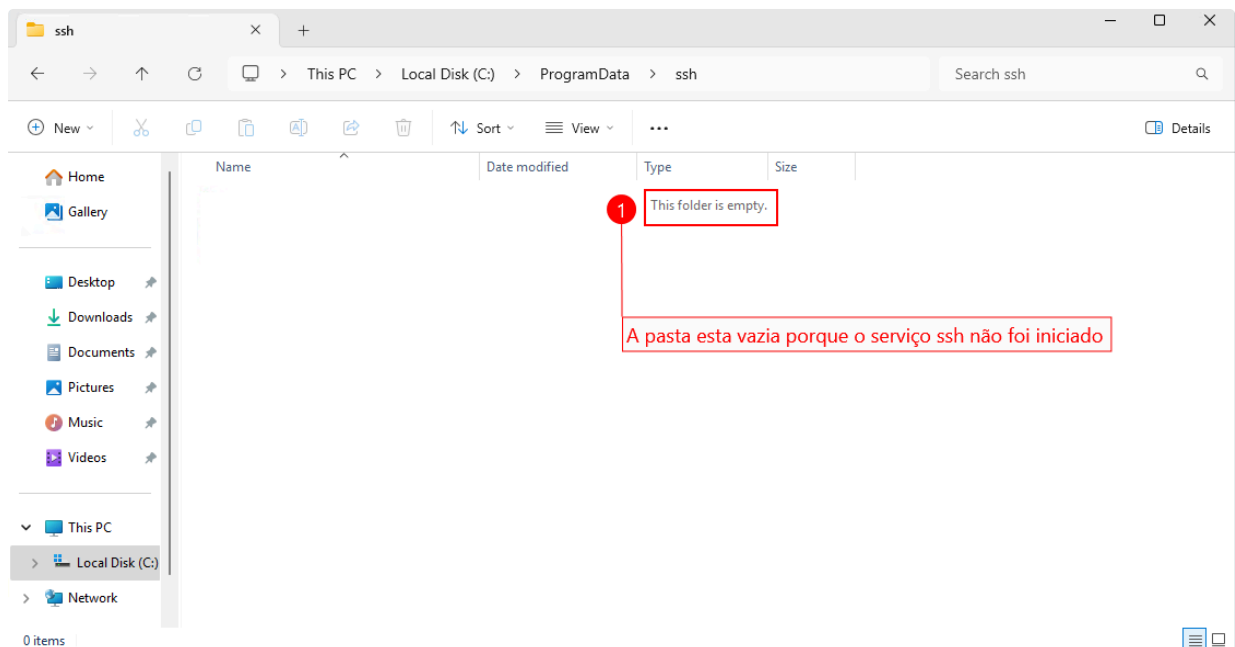 ssh
This PC > Local Disk (C:) > ProgramData > ssh
Search ssh
New
Sort
View
Details
Name
Date modified
Type
Size
Home
Gallery
Desktop
Downloads
Documents
Pictures
Music
Videos
This PC
Local Disk (C:)
Network
1
This folder is empty.
A pasta esta vazia porque o serviço ssh não foi iniciado
0 items